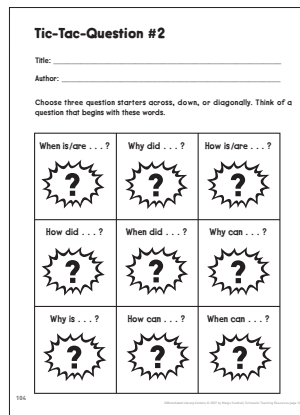 Tic-Tac-Question #2
Title:
Author:
Choose three question starters across, down, or diagonally. Think of a
question that begins with these words.
When is/are . . . ? Why did . . . ? How is/are . . . ?
? ? ?
How did . . . ? When did . . . ? Why can . . . ?
? ? ?
Why is . . . ? How can . . . ? When can . . . ?
? ? ?
104